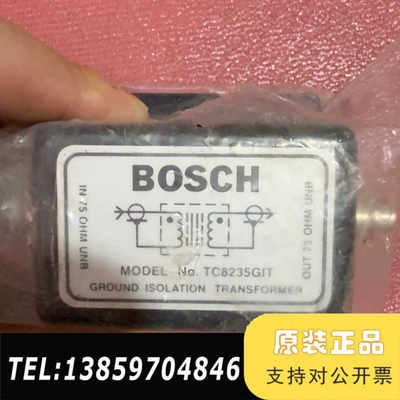 BOSCH
IN 75 OHM UNB
OUT 75 OHM UNB
MODEL No. TC8235GIT
GROUND ISOLATION TRANSFORMER
TEL:13859704846
原装正品
支持对公开票